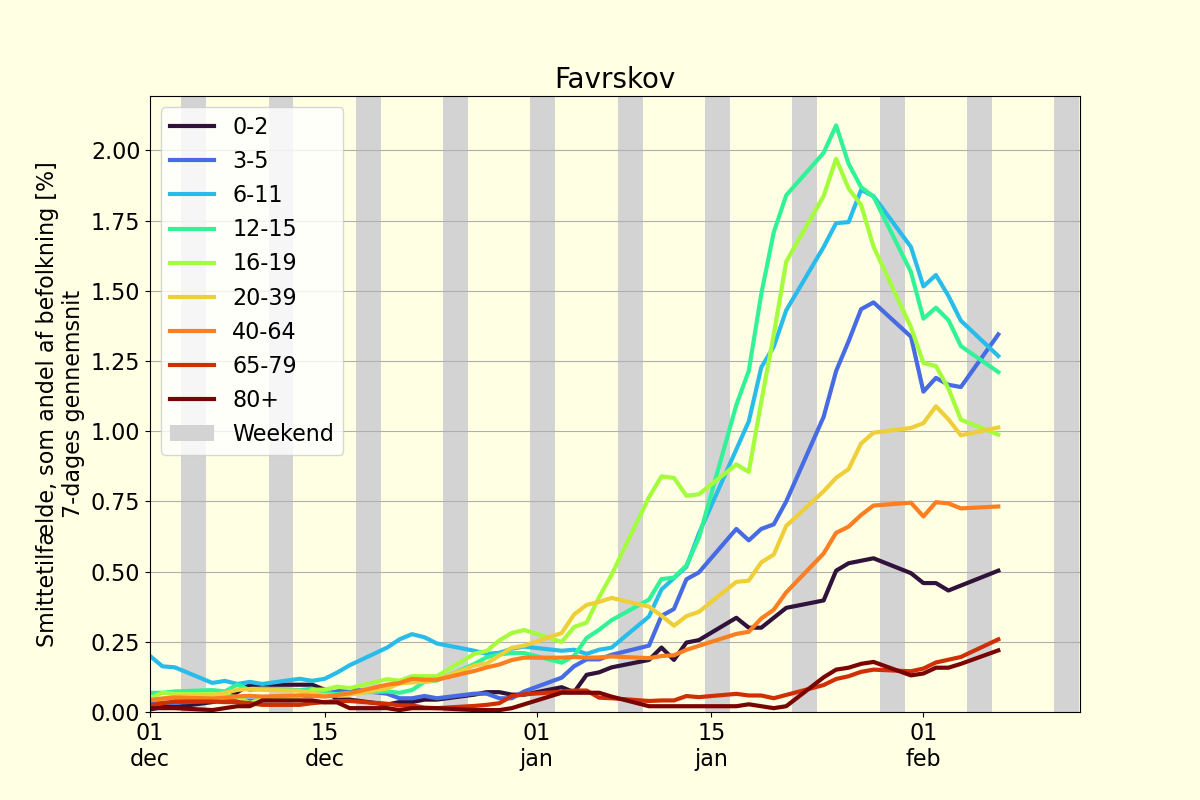 Favrskov
Smittetilfælde, som andel af befolkning [%]
7-dages gennemsnit
2.00
1.75
1.50
1.25
1.00
0.75
0.50
0.25
0.00
0-2
3-5
6-11
12-15
16-19
20-39
40-64
65-79
80+
Weekend
01
dec
15
dec
01
jan
15
jan
01
feb